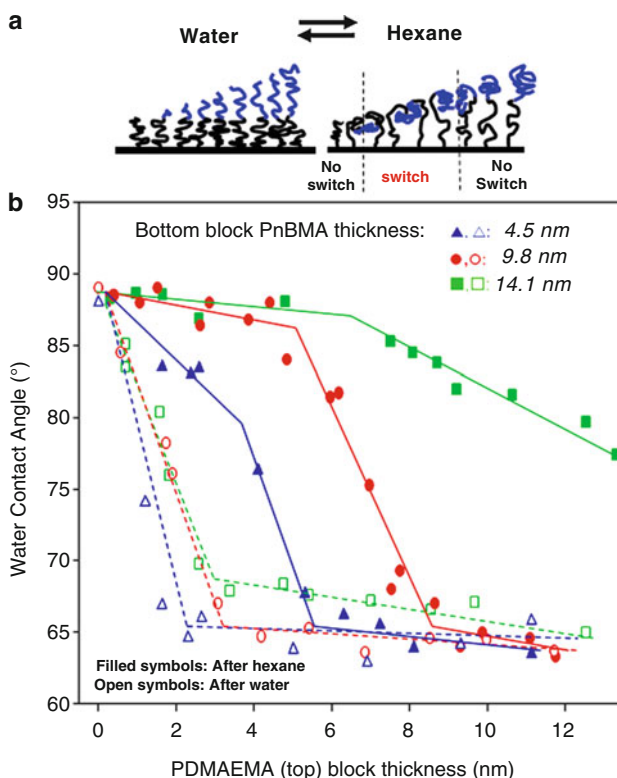 a
Water Hexane
No switch
switch
No Switch
b
Bottom block PnBMA thickness:
4.5 nm
9.8 nm
14.1 nm
Water Contact Angle (°)
95
90
85
80
75
70
65
60
Filled symbols: After hexane
Open symbols: After water
0 2 4 6 8 10 12
PDMAEMA (top) block thickness (nm)